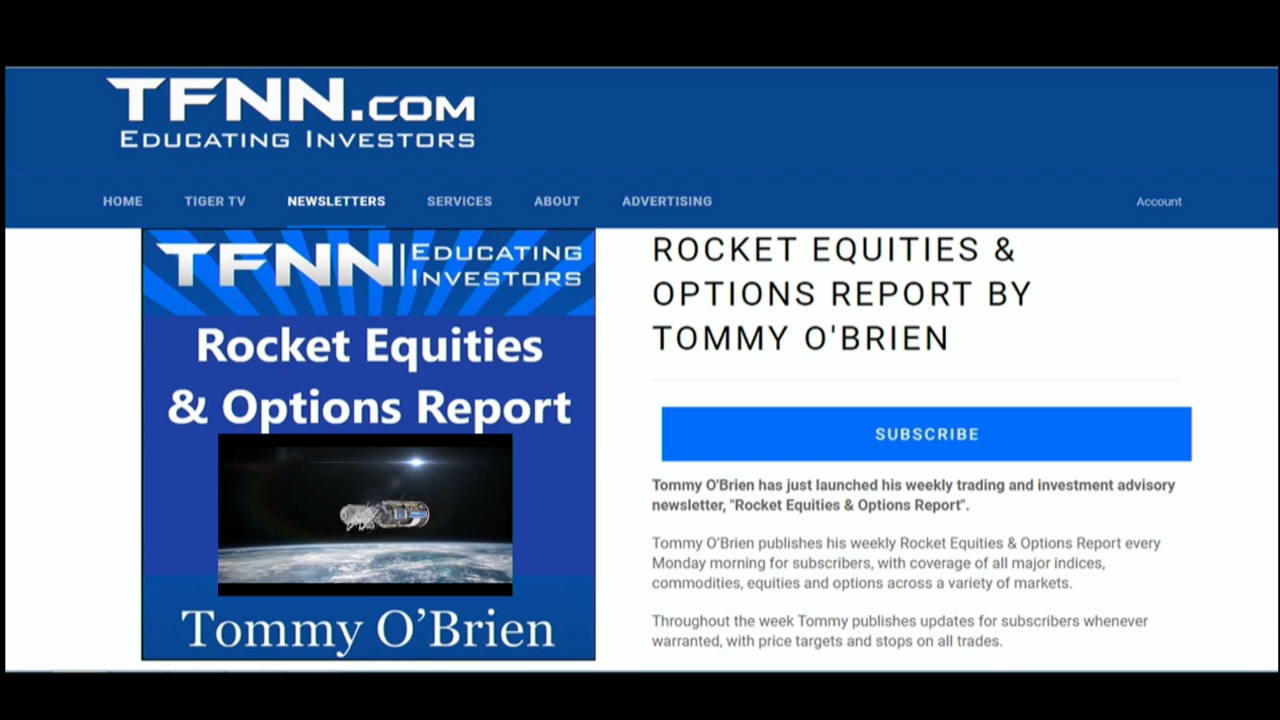 TFNN.COM
EDUCATING INVESTORS
HOME TIGER TV NEWSLETTERS SERVICES ABOUT ADVERTISING Account
TFNN EDUCATING
INVESTORS
Rocket Equities
& Options Report
Tommy O’Brien
ROCKET EQUITIES &
OPTIONS REPORT BY
TOMMY O'BRIEN
SUBSCRIBE
Tommy O'Brien has just launched his weekly trading and investment advisory
newsletter, "Rocket Equities & Options Report".
Tommy O’Brien publishes his weekly Rocket Equities & Options Report every
Monday morning for subscribers, with coverage of all major indices,
commodities, equities and options across a variety of markets.
Throughout the week Tommy publishes updates for subscribers whenever
warranted, with price targets and stops on all trades.